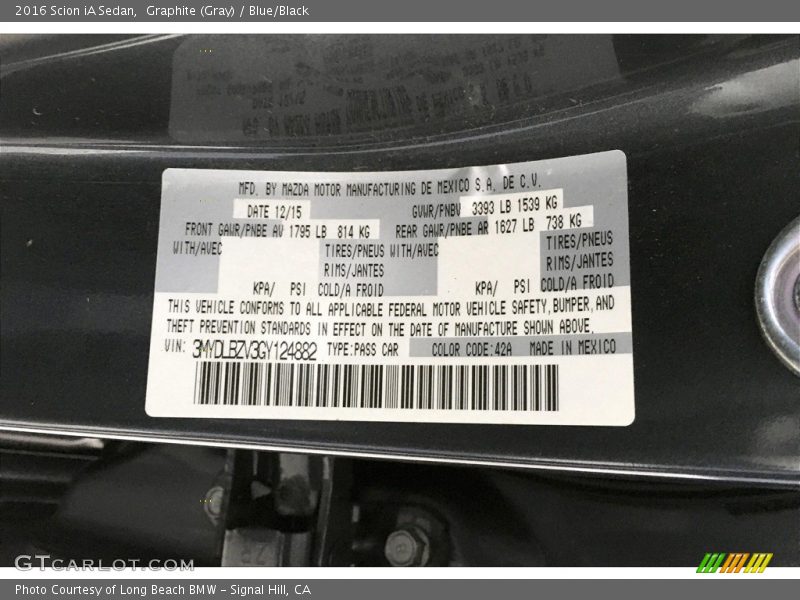 2016 Scion iA Sedan,  Graphite (Gray) / Blue/Black
MFD. BY MAZDA MOTOR MANUFACTURING DE MEXICO S.A. DE C.V.
DATE 12/15 GVWR/PNBV 3393 LB 1539 KG
FRONT GAWR/PNBE AV 1795 LB 814 KG REAR GAWR/PNBE AR 1627 LB 738 KG
WITH/AVEC TIRES/PNEUS WITH/AVEC TIRES/PNEUS
RIMS/JANTES RIMS/JANTES
KPA/ PSI COLD/A FROID KPA/ PSI COLD/A FROID
THIS VEHICLE CONFORMS TO ALL APPLICABLE FEDERAL MOTOR VEHICLE SAFETY, BUMPER, AND
THEFT PREVENTION STANDARDS IN EFFECT ON THE DATE OF MANUFACTURE SHOWN ABOVE.
VIN: 3MYDLBZV3GY124882 TYPE:PASS CAR COLOR CODE:42A MADE IN MEXICO
GTCARLOT.COM
Photo Courtesy of Long Beach BMW - Signal Hill, CA